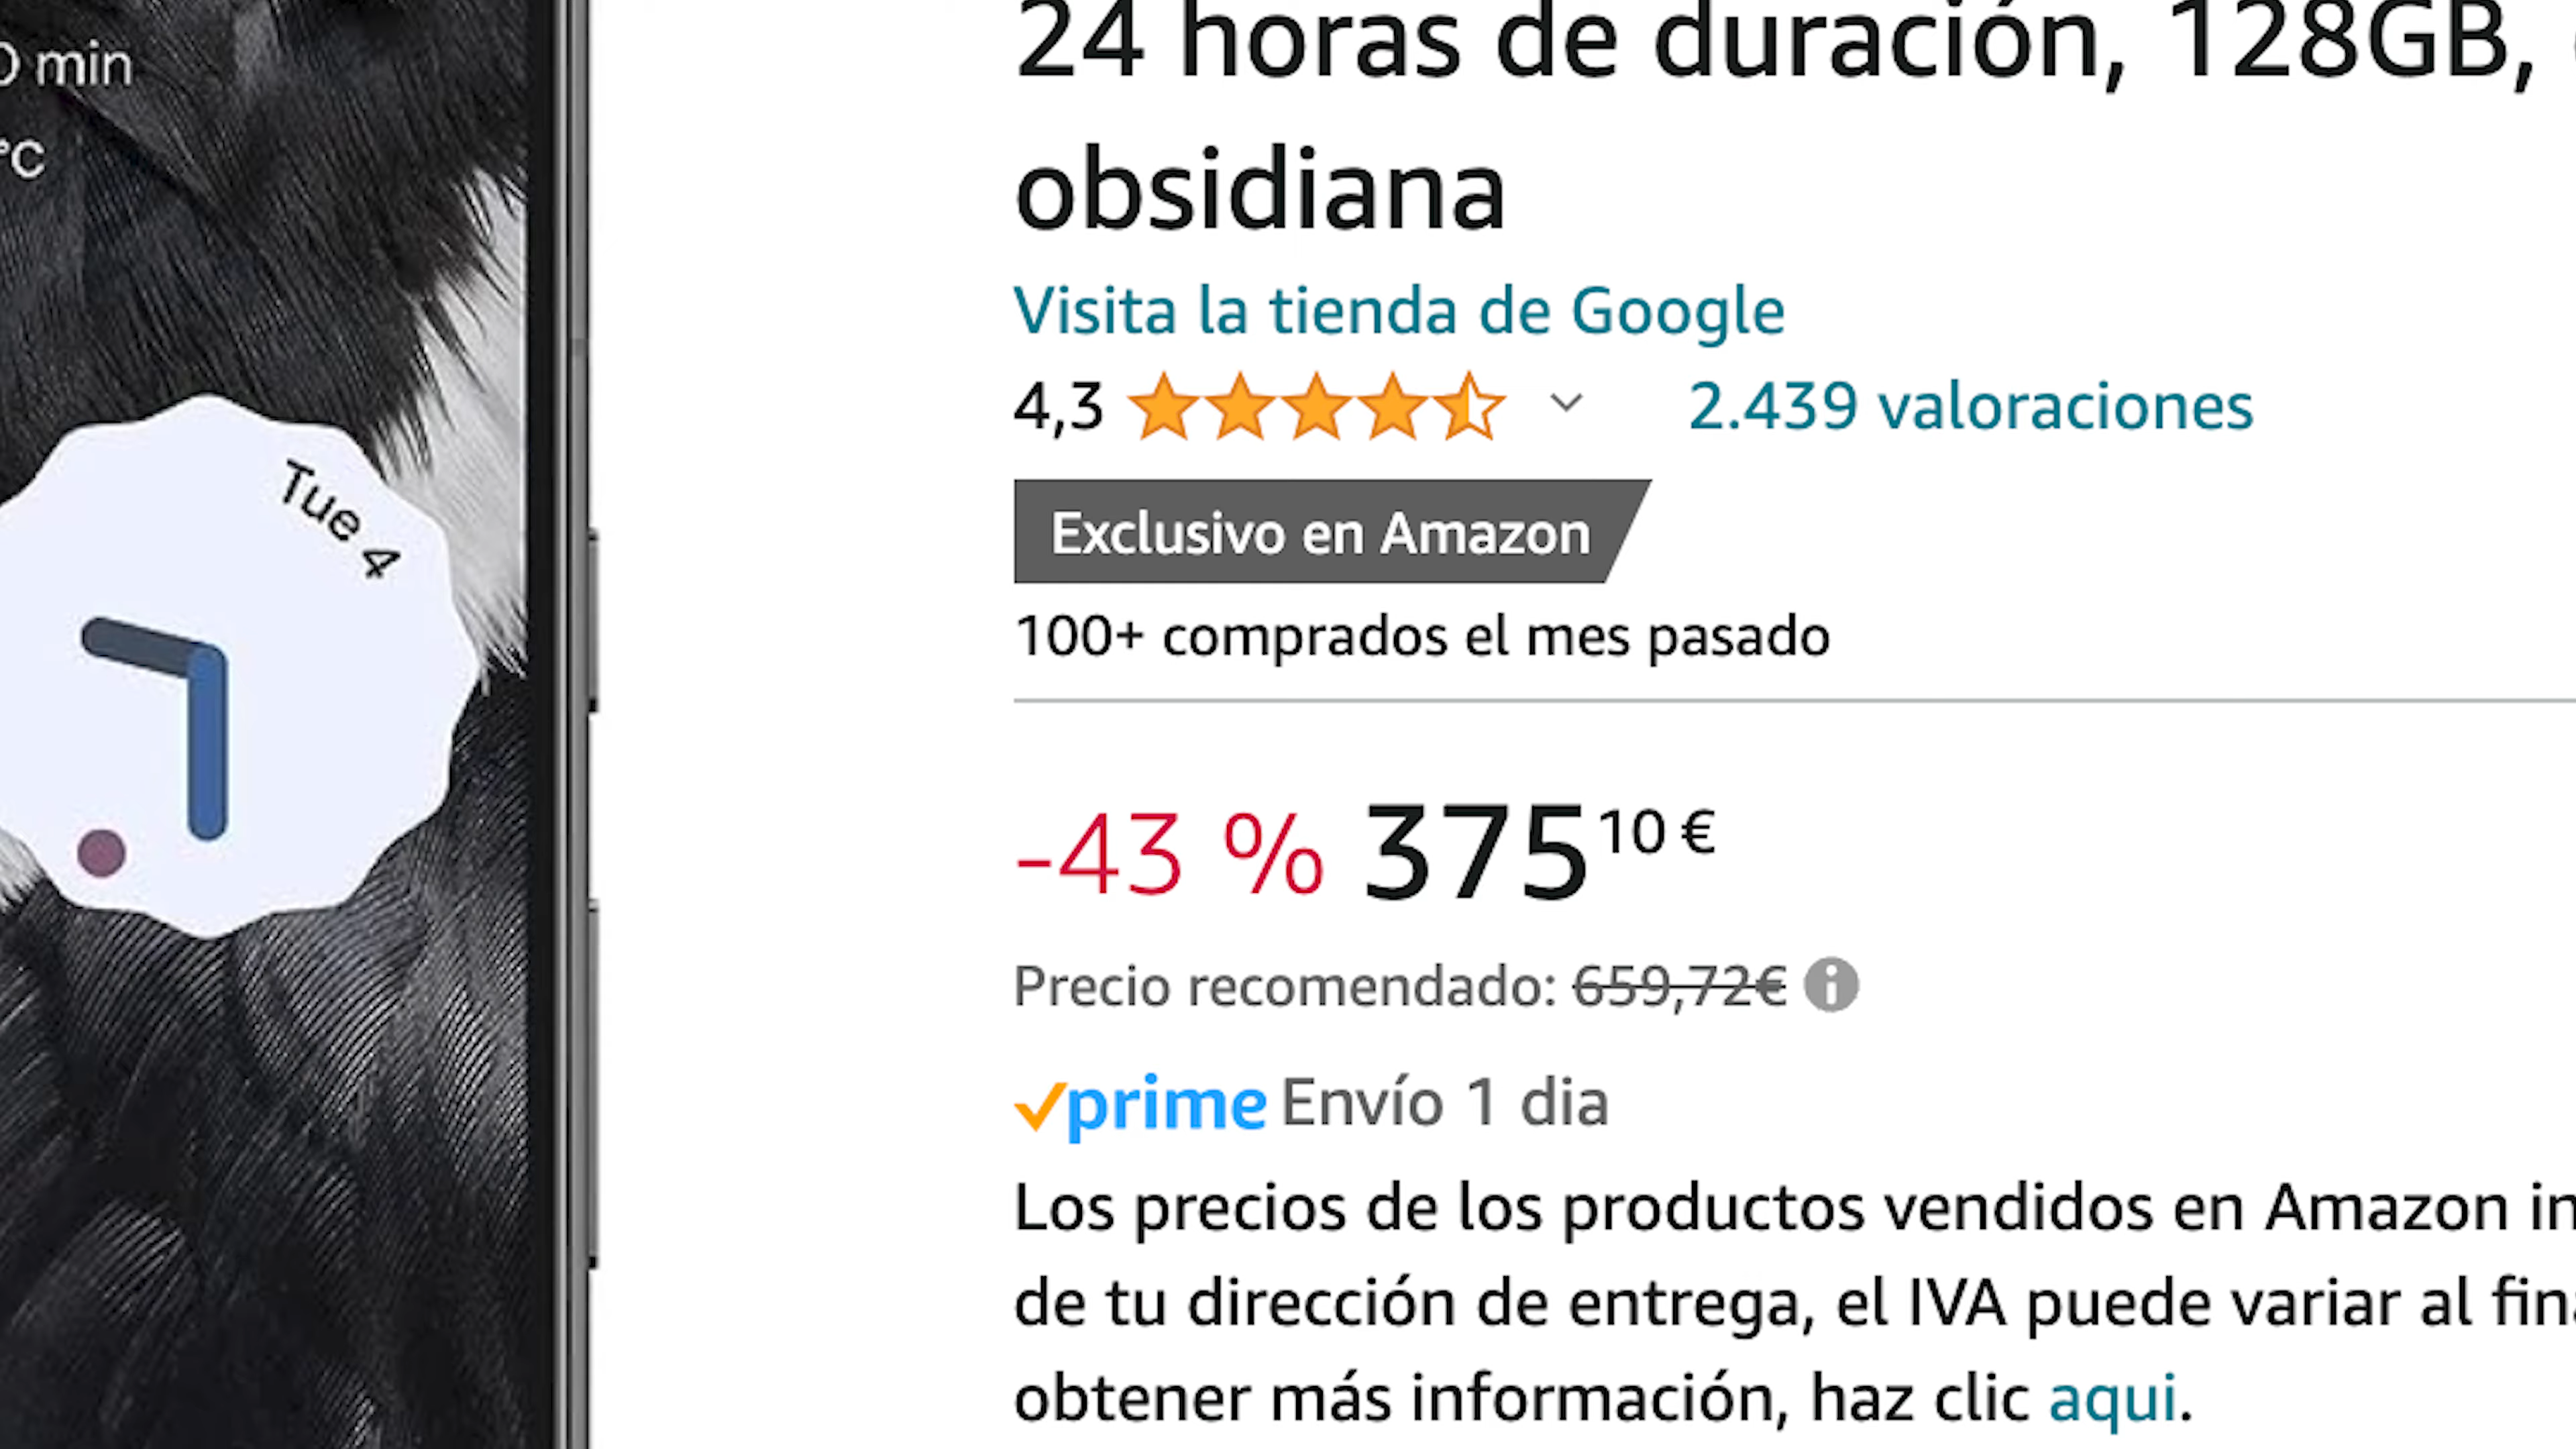 min
°C
Tue 4
24 horas de duración, 128GB,
obsidiana
Visita la tienda de Google
4,3 2.439 valoraciones
Exclusivo en Amazon
100+ comprados el mes pasado
-43 % 375 10 €
Precio recomendado: 659,72€
prime Envío 1 dia
Los precios de los productos vendidos en Amazon
de tu dirección de entrega, el IVA puede variar al
obtener más información, haz clic aqui.